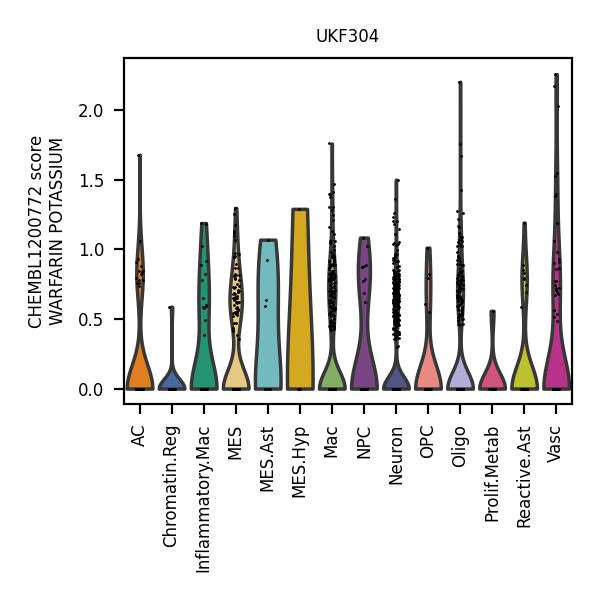 UKF304
CHEMBL1200772 score
WARFARIN POTASSIUM
2.0
1.5
1.0
0.5
0.0
AC
Chromatin.Reg
Inflammatory.Mac
MES
MES.Ast
MES.Hyp
Mac
NPC
Neuron
OPC
Oligo
Prolif.Metab
Reactive.Ast
Vasc